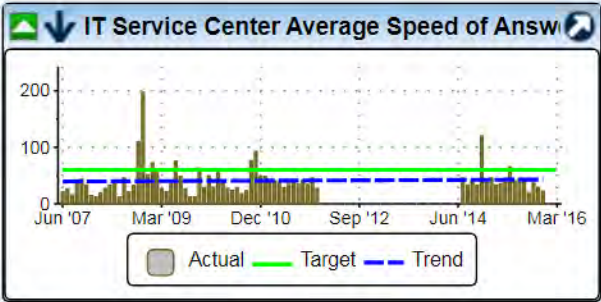 IT Service Center Average Speed of Answ
200
100
0
Jun '07 Mar '09 Dec '10 Sep '12 Jun '14 Mar '16
Actual Target Trend